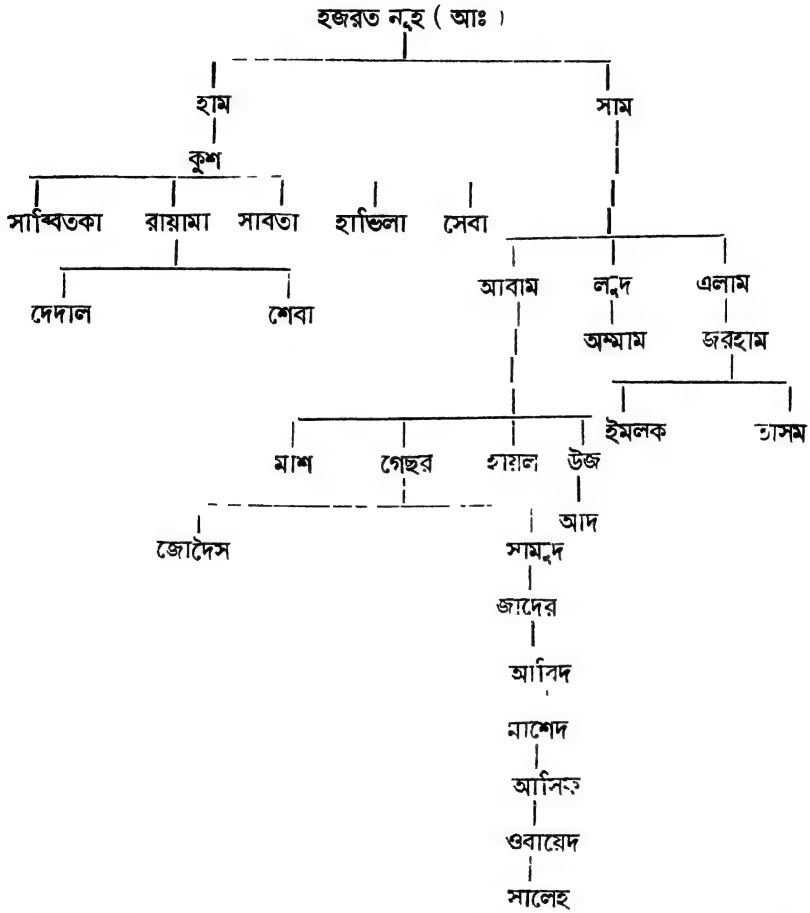 হজরত নূহ ( আঃ )
হাম সাম
কুশ
সাব্বিতকা রায়ামা সাবতা হাভিলা সেবা
আবাম লূদ এলাম
দেদাল শেবা
অম্মাম জরহাম
ইমলক তাসম
মাশ গেছর হায়ল উজ
আদ
জোদৈস সামূদ
জাদের
আবিদ
নাশেদ
আসিফ
ওবায়েদ
সালেহ